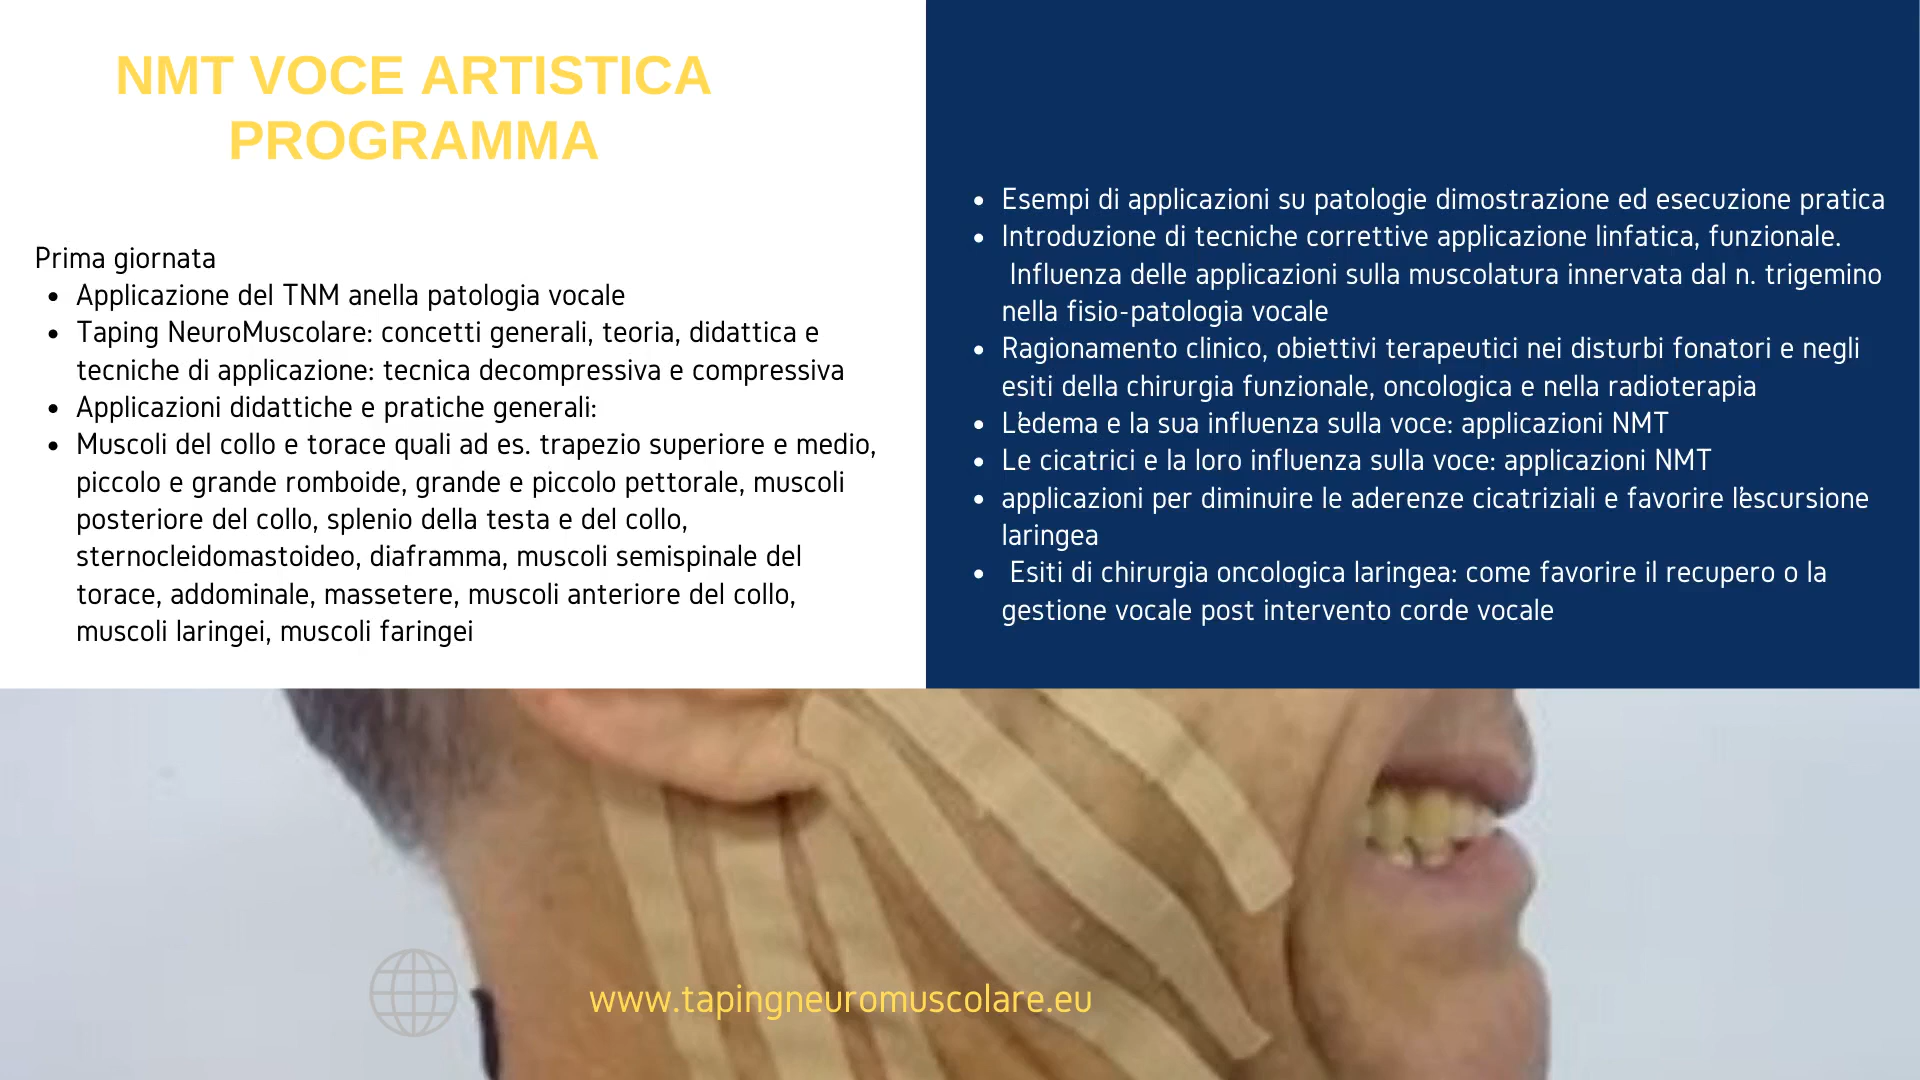 NMT VOCE ARTISTICA
PROGRAMMA
Prima giornata
• Applicazione del TNM anella patologia vocale
• Taping NeuroMuscolare: concetti generali, teoria, didattica e
tecniche di applicazione: tecnica decompressiva e compressiva
• Applicazioni didattiche e pratiche generali:
• Muscoli del collo e torace quali ad es. trapezio superiore e medio,
piccolo e grande romboide, grande e piccolo pettorale, muscoli
posteriore del collo, splenio della testa e del collo,
sternocleidomastoideo, diaframma, muscoli semispinale del
torace, addominale, massetere, muscoli anteriore del collo,
muscoli laringei, muscoli faringei
• Esempi di applicazioni su patologie dimostrazione ed esecuzione pratica
• Introduzione di tecniche correttive applicazione linfatica, funzionale.
Influenza delle applicazioni sulla muscolatura innervata dal n. trigemino
nella fisio-patologia vocale
• Ragionamento clinico, obiettivi terapeutici nei disturbi fonatori e negli
esiti della chirurgia funzionale, oncologica e nella radioterapia
• L'edema e la sua influenza sulla voce: applicazioni NMT
• Le cicatrici e la loro influenza sulla voce: applicazioni NMT
• applicazioni per diminuire le aderenze cicatriziali e favorire l'escursione
laringea
• Esiti di chirurgia oncologica laringea: come favorire il recupero o la
gestione vocale post intervento corde vocale
www.tapingneuromuscolare.eu